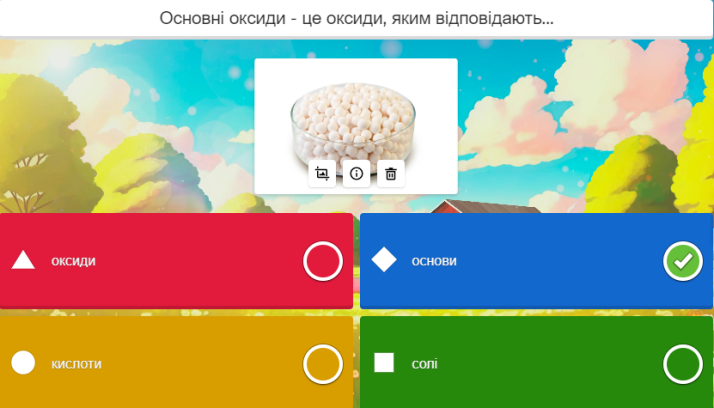 Основні оксиди - це оксиди, яким відповідають...
оксиди
основи
кислоти
солі